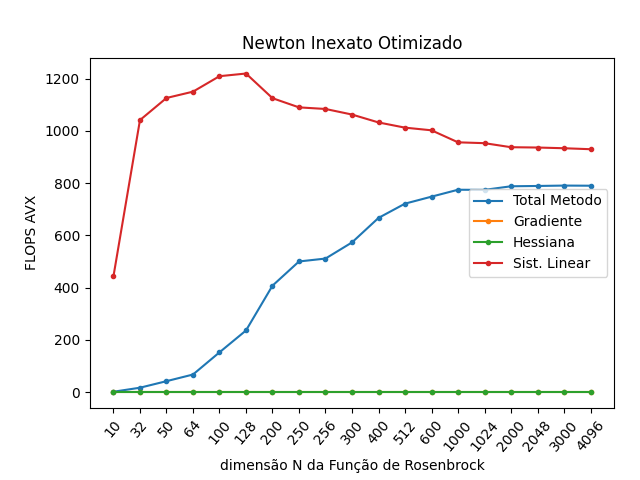 Newton Inexato Otimizado
FLOPS AVX
1200
1000
800
600
400
200
0
Total Metodo
Gradiente
Hessiana
Sist. Linear
10 32 50 64 100 128 200 250 256 300 400 512 600 1000 1024 2000 2048 3000 4096
dimensão N da Função de Rosenbrock